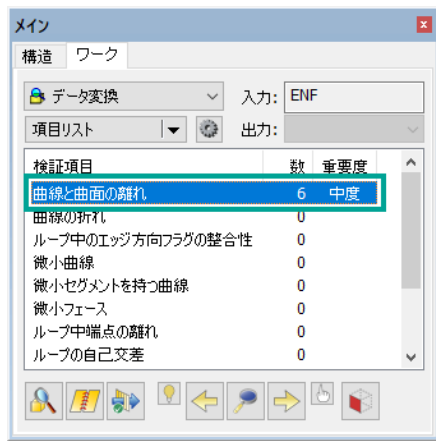 メイン
構造 ワーク
データ変換 入力: ENF
項目リスト 出力:
検証項目 数 重要度
曲線と曲面の離れ 6 中度
曲線の折れ 0
ループ中のエッジ方向フラグの整合性 0
微小曲線 0
微小セグメントを持つ曲線 0
微小フェース 0
ループ中端点の離れ 0
ループの自己交差 0